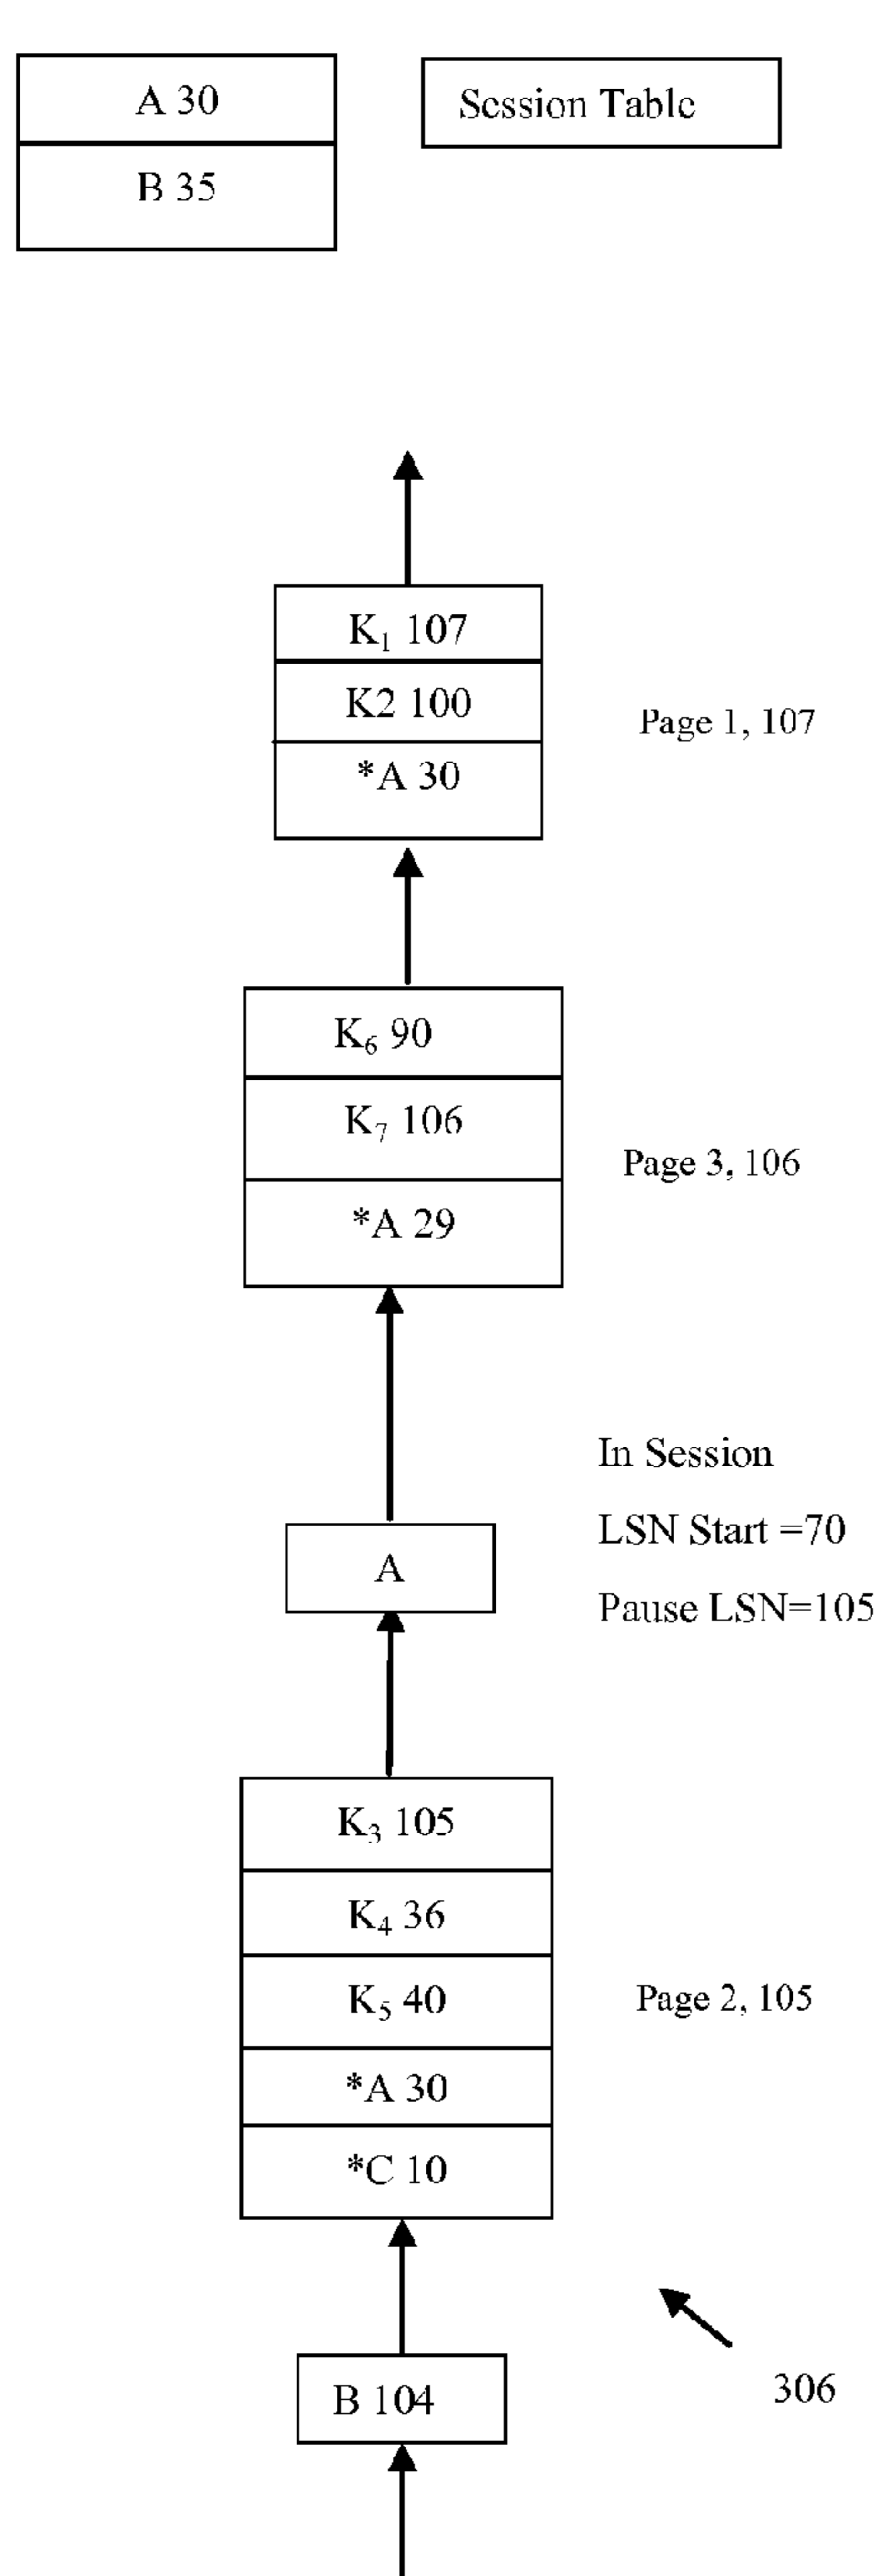 A 30
Session Table
B 35
K₁ 107
K2 100
Page 1, 107
*A 30
K₆ 90
K₇ 106
Page 3, 106
*A 29
In Session
LSN Start =70
A
Pause LSN=105
K₃ 105
K₄ 36
K₅ 40
Page 2, 105
*A 30
*C 10
B 104
306